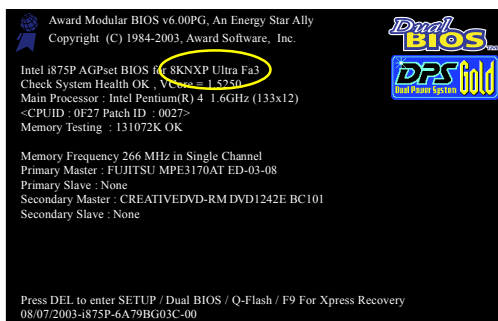 Award Modular BIOS v6.00PG, An Energy Star Ally
Copyright (C) 1984-2003, Award Software, Inc.
Dual BIOS
DPS Gold
Dual Power System
Intel i875P AGPset BIOS for 8KNXP Ultra Fa3
Check System Health OK , VCore = 1.5250
Main Processor : Intel Pentium(R) 4 1.6GHz (133x12)
<CPUID : 0F27 Patch ID : 0027>
Memory Testing : 131072K OK
Memory Frequency 266 MHz in Single Channel
Primary Master : FUJITSU MPE3170AT ED-03-08
Primary Slave : None
Secondary Master : CREATIVEDVD-RM DVD1242E BC101
Secondary Slave : None
Press DEL to enter SETUP / Dual BIOS / Q-Flash / F9 For Xpress Recovery
08/07/2003-i875P-6A79BG03C-00